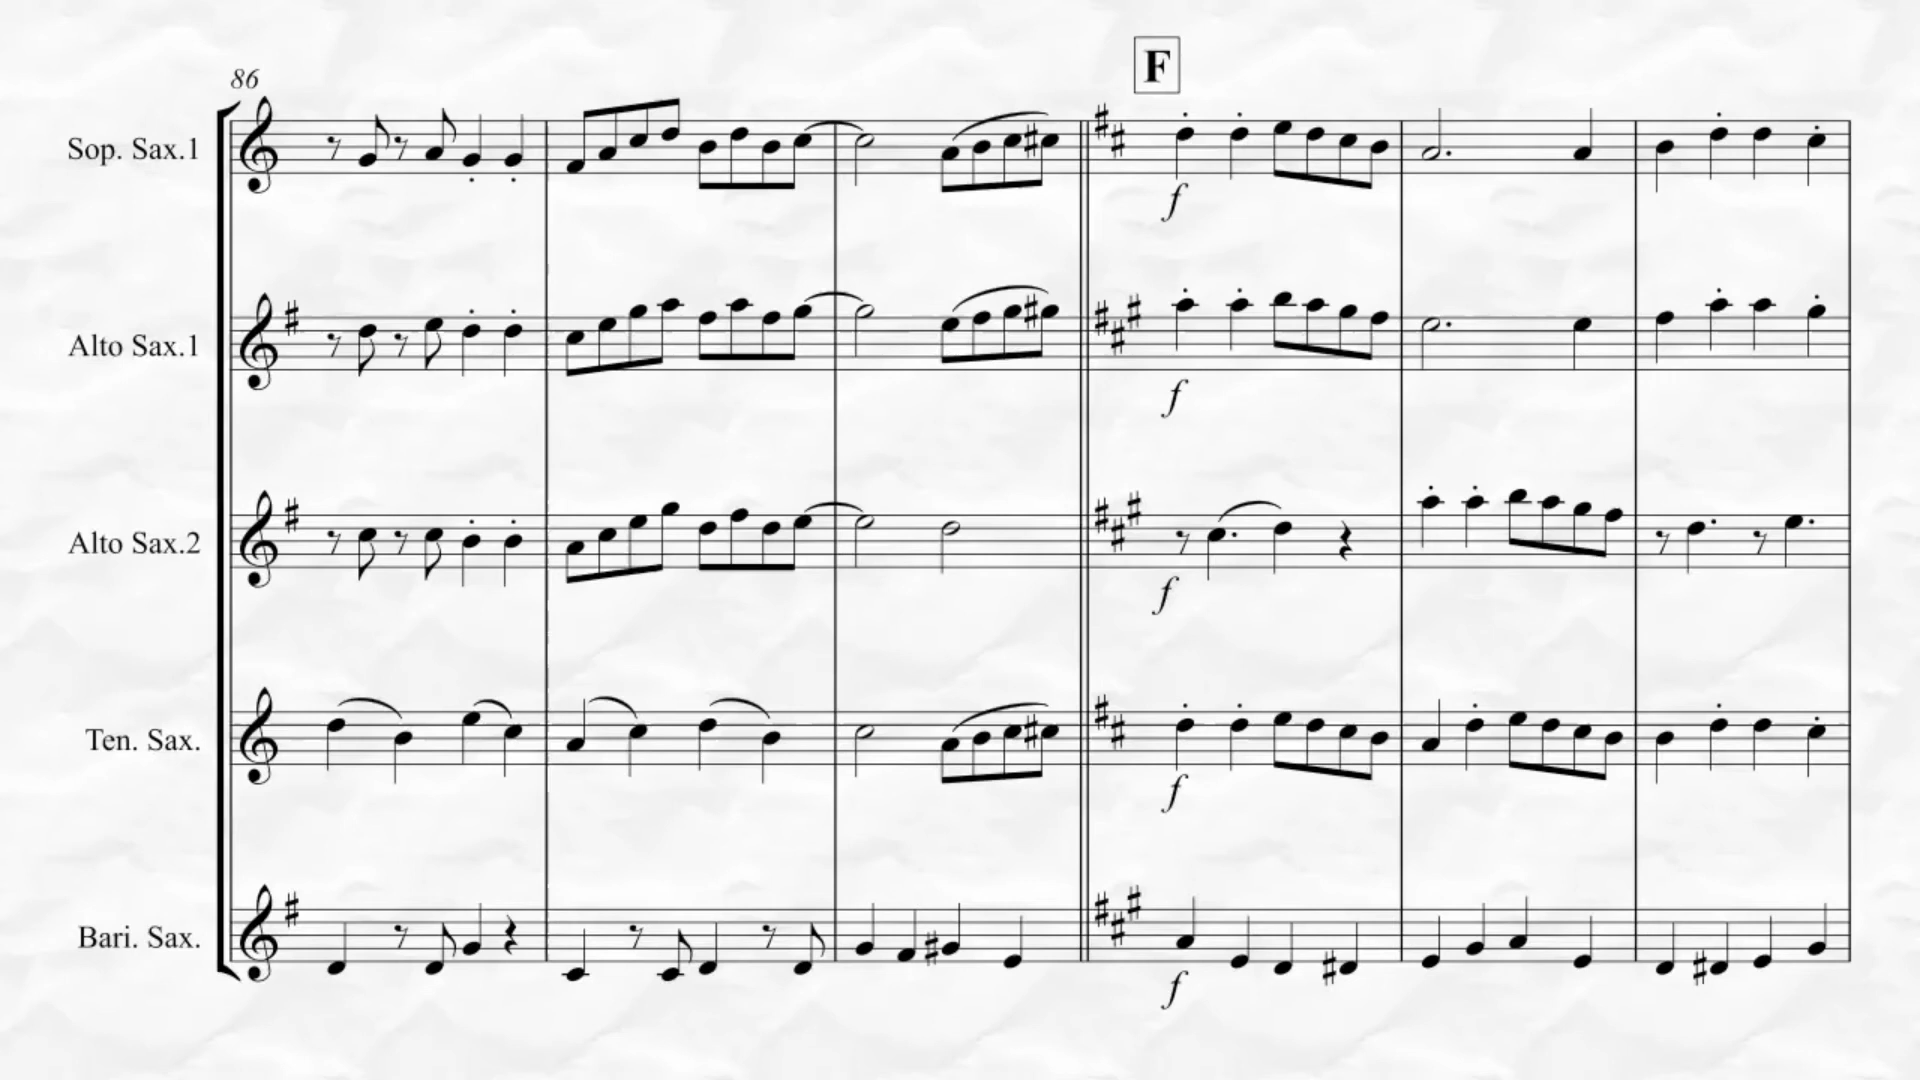 F
86
Sop. Sax.1
f
Alto Sax.1
f
Alto Sax.2
f
Ten. Sax.
f
Bari. Sax.
f